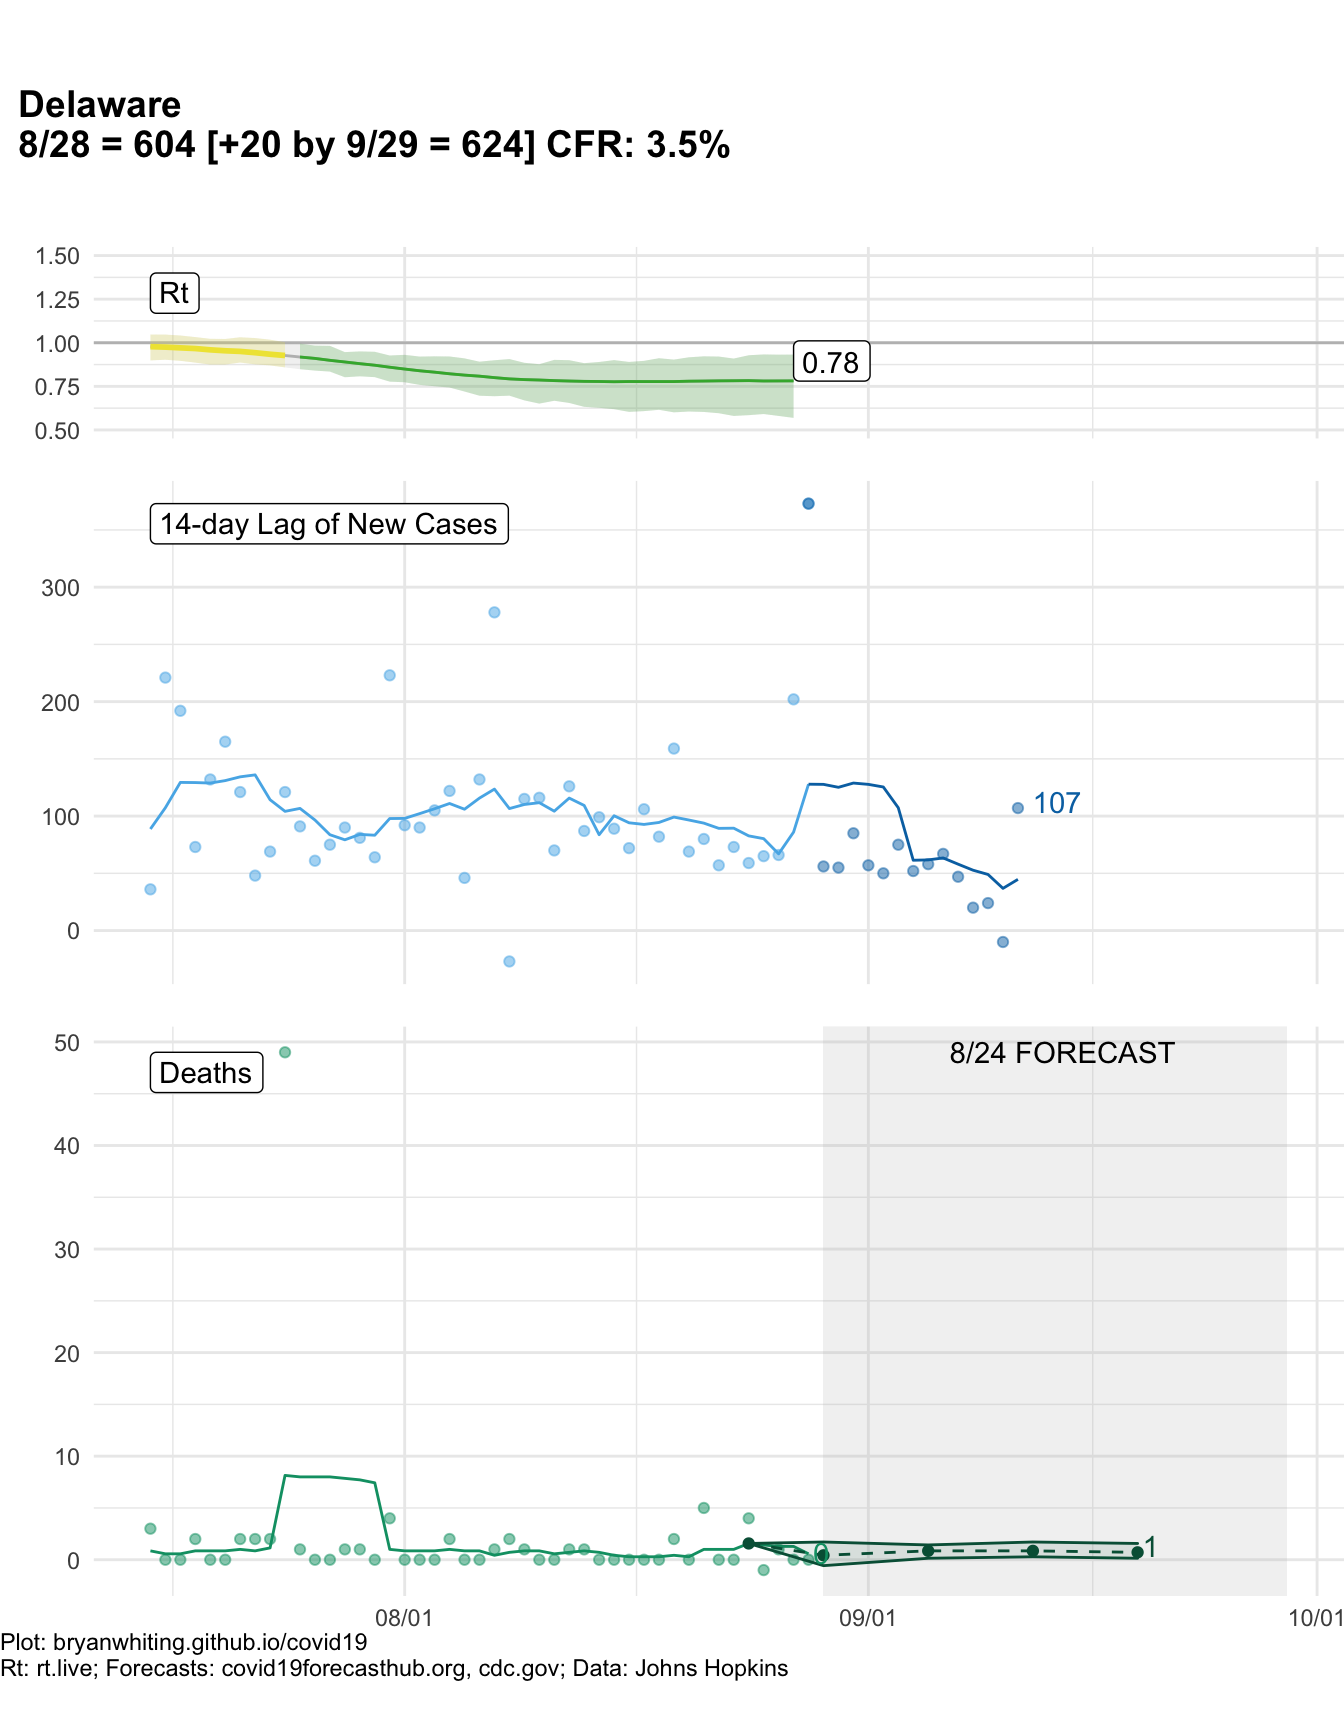 Delaware
8/28 = 604 [+20 by 9/29 = 624] CFR: 3.5%
1.50
1.25
1.00
0.75
0.50
Rt
0.78
14-day Lag of New Cases
300
200
100
0
107
50
40
30
20
10
0
Deaths
8/24 FORECAST
0
1
08/01
09/01
10/01
Plot: bryanwhiting.github.io/covid19
Rt: rt.live; Forecasts: covid19forecasthub.org, cdc.gov; Data: Johns Hopkins